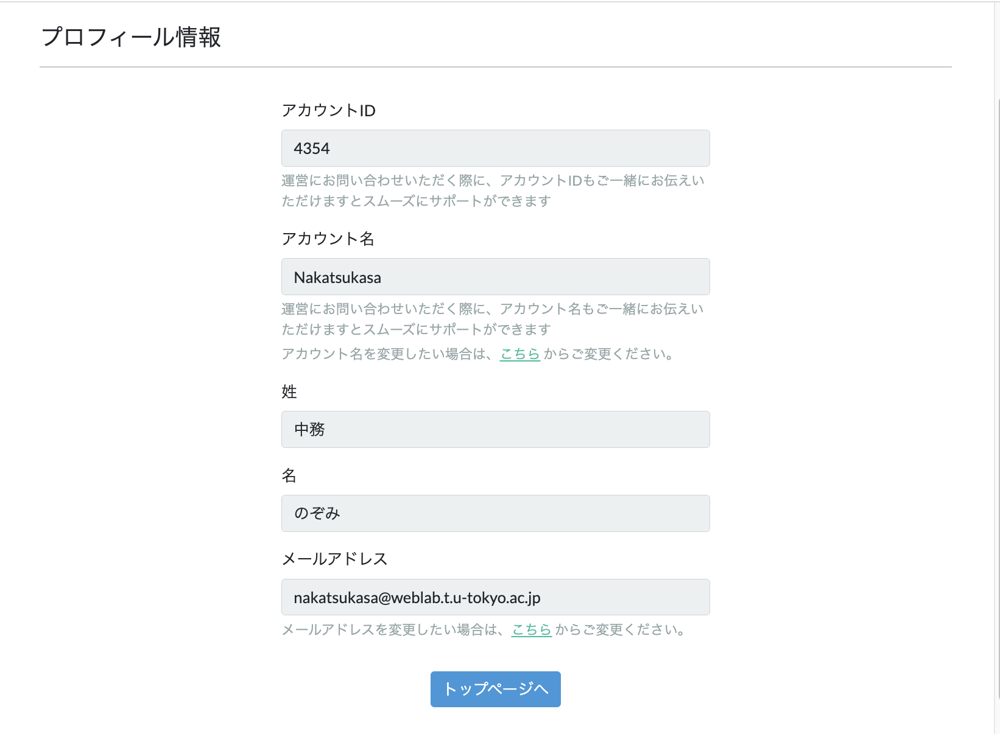 プロフィール情報
アカウントID
4354
運営にお問い合わせいただく際に、アカウントIDもご一緒にお伝えい
ただけますとスムーズにサポートができます
アカウント名
Nakatsukasa
運営にお問い合わせいただく際に、アカウント名もご一緒にお伝えい
ただけますとスムーズにサポートができます
アカウント名を変更したい場合は、こちら からご変更ください。
姓
中務
名
のぞみ
メールアドレス
nakatsukasa@weblab.t.u-tokyo.ac.jp
メールアドレスを変更したい場合は、こちら からご変更ください。
トップページへ